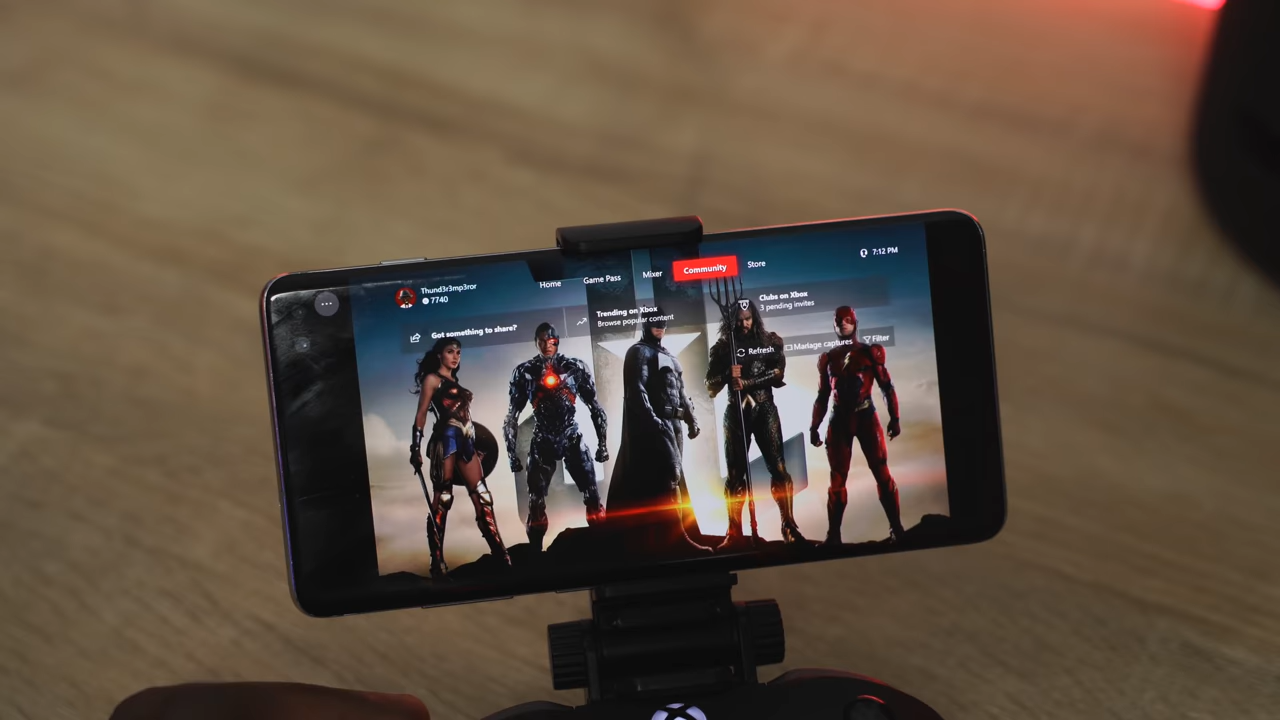 Home
Game Pass
Mixer
Community
Store
7:12 PM
Thund3r3mp3ror
7740
Got something to share?
Trending on Xbox
Browse popular content
Clubs on Xbox
3 pending invites
Refresh
Manage captures
Filter